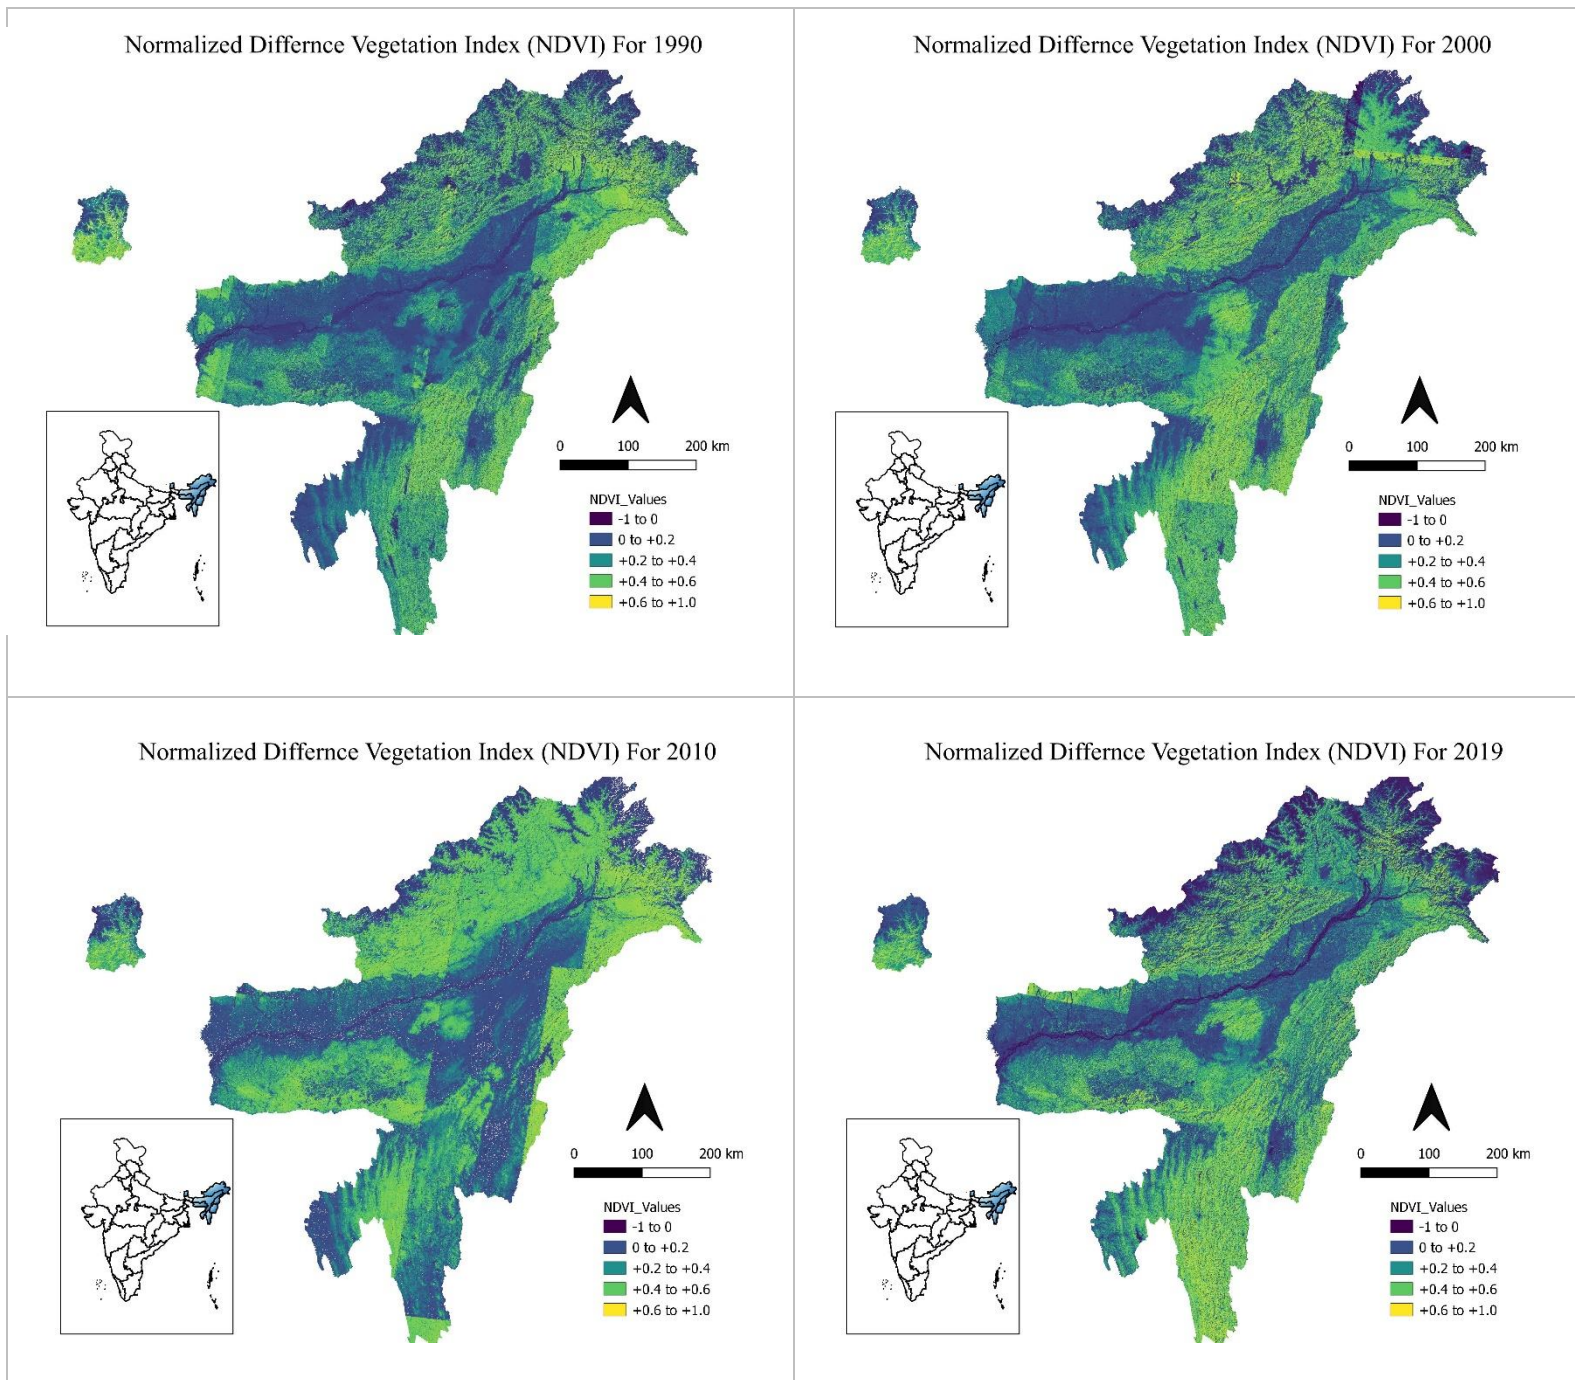 Normalized Differnce Vegetation Index (NDVI) For 1990
0 100 200 km
NDVI_Values
-1 to 0
0 to +0.2
+0.2 to +0.4
+0.4 to +0.6
+0.6 to +1.0
Normalized Differnce Vegetation Index (NDVI) For 2000
0 100 200 km
NDVI_Values
-1 to 0
0 to +0.2
+0.2 to +0.4
+0.4 to +0.6
+0.6 to +1.0
Normalized Differnce Vegetation Index (NDVI) For 2010
0 100 200 km
NDVI_Values
-1 to 0
0 to +0.2
+0.2 to +0.4
+0.4 to +0.6
+0.6 to +1.0
Normalized Differnce Vegetation Index (NDVI) For 2019
0 100 200 km
NDVI_Values
-1 to 0
0 to +0.2
+0.2 to +0.4
+0.4 to +0.6
+0.6 to +1.0